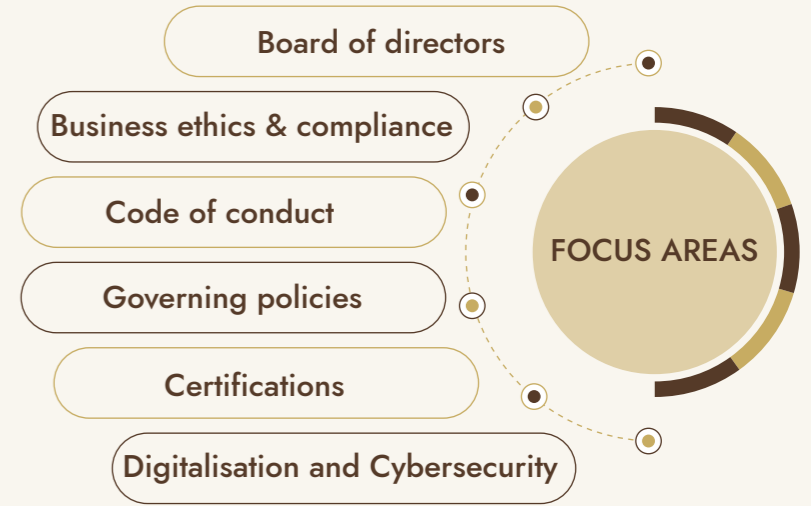 Board of directors
Business ethics & compliance
Code of conduct
Governing policies
Certifications
Digitalisation and Cybersecurity
FOCUS AREAS